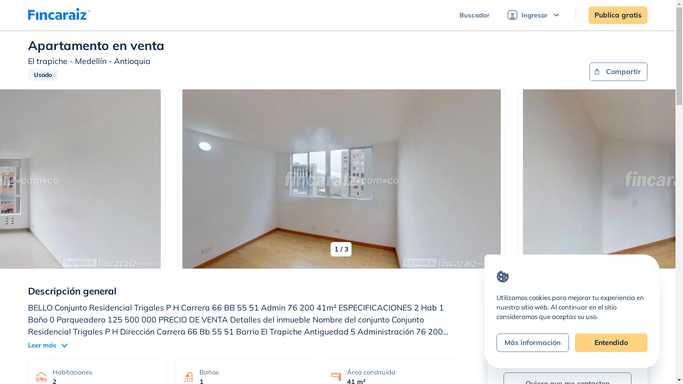 Fincaraiz
Buscador
Ingresar
Publica gratis
Apartamento en venta
El trapiche - Medellín - Antioquia
Usado
Compartir
fincaraiz.com.co
fincaraiz
1 / 3
Descripción general
BELLO Conjunto Residencial Trigales P H Carrera 66 BB 55 51 Admin 76 200 41m² ESPECIFICACIONES 2 Hab 1
Baño 0 Parqueadero 125 500 000 PRECIO DE VENTA Detalles del inmueble Nombre del conjunto Conjunto
Residencial Trigales P H Dirección Carrera 66 Bb 55 51 Barrio El Trapiche Antiguedad 5 Administración 76 200...
Leer más
Habitaciones
2
Baños
1
Área construida
41 m²
Utilizamos cookies para mejorar tu experiencia en
nuestro sitio web. Al continuar en el sitio
consideramos que aceptas su uso.
Más información
Entendido
Quiero que me contacten